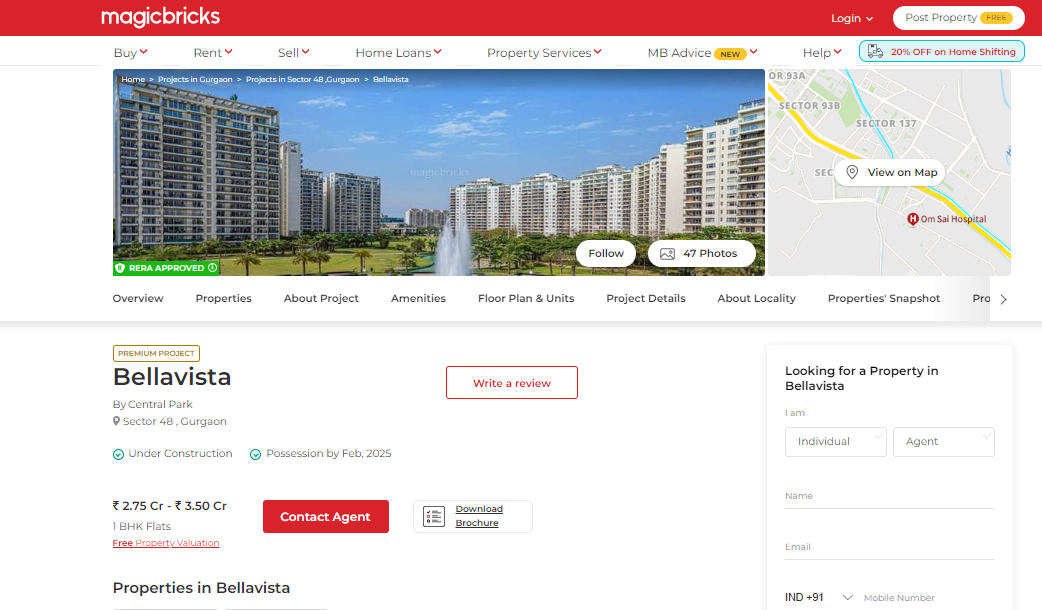 magicbricks
Login
Post Property FREE
Buy
Rent
Sell
Home Loans
Property Services
MB Advice NEW
Help
20% OFF on Home Shifting
Home > Projects in Gurgaon > Projects in Sector 48 ,Gurgaon > Bellavista
magicbricks
RERA APPROVED
Follow
47 Photos
OR 93A
SECTOR 93B
SECTOR 137
SEC
View on Map
H Om Sai Hospital
Overview
Properties
About Project
Amenities
Floor Plan & Units
Project Details
About Locality
Properties' Snapshot
Pro
PREMIUM PROJECT
Bellavista
By Central Park
Sector 48 , Gurgaon
Write a review
Under Construction
Possession by Feb, 2025
₹ 2.75 Cr - ₹ 3.50 Cr
1 BHK Flats
Free Property Valuation
Contact Agent
Download
Brochure
Properties in Bellavista
Looking for a Property in
Bellavista
I am
Individual
Agent
Name
Email
IND +91
Mobile Number